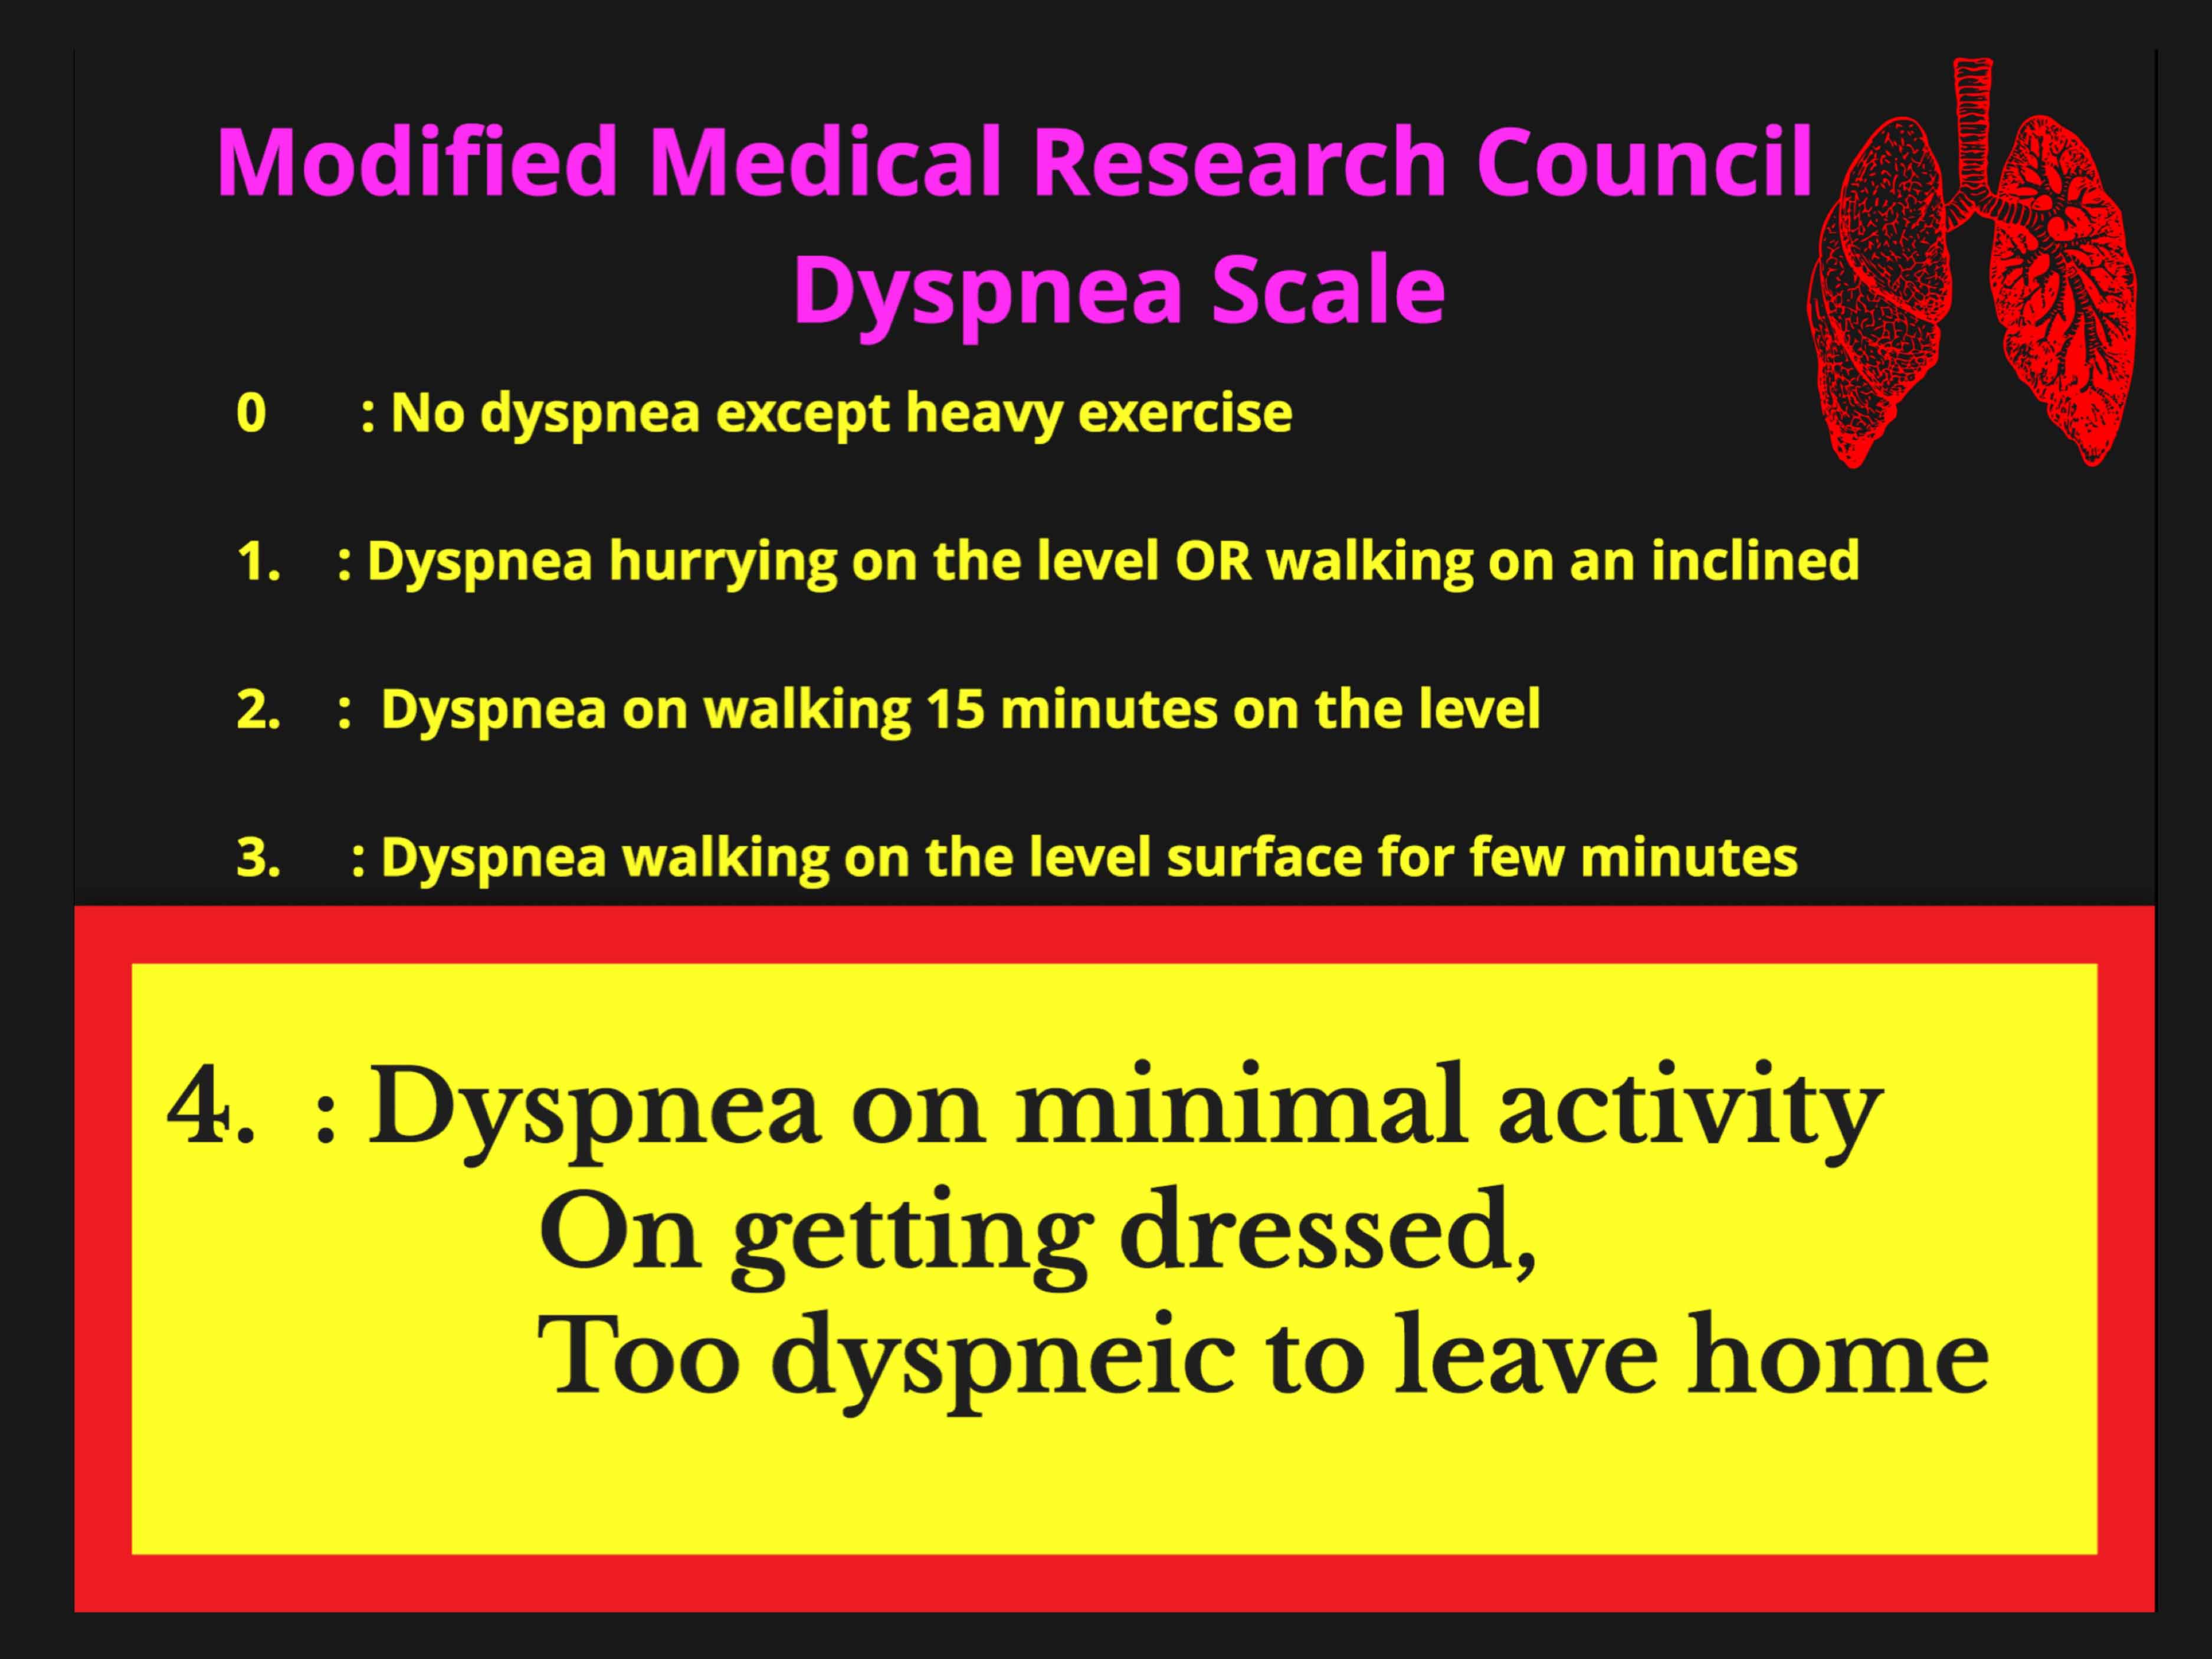 Modified Medical Research Council
Dyspnea Scale
0 : No dyspnea except heavy exercise
1. : Dyspnea hurrying on the level OR walking on an inclined
2. : Dyspnea on walking 15 minutes on the level
3. : Dyspnea walking on the level surface for few minutes
4. : Dyspnea on minimal activity
On getting dressed,
Too dyspneic to leave home